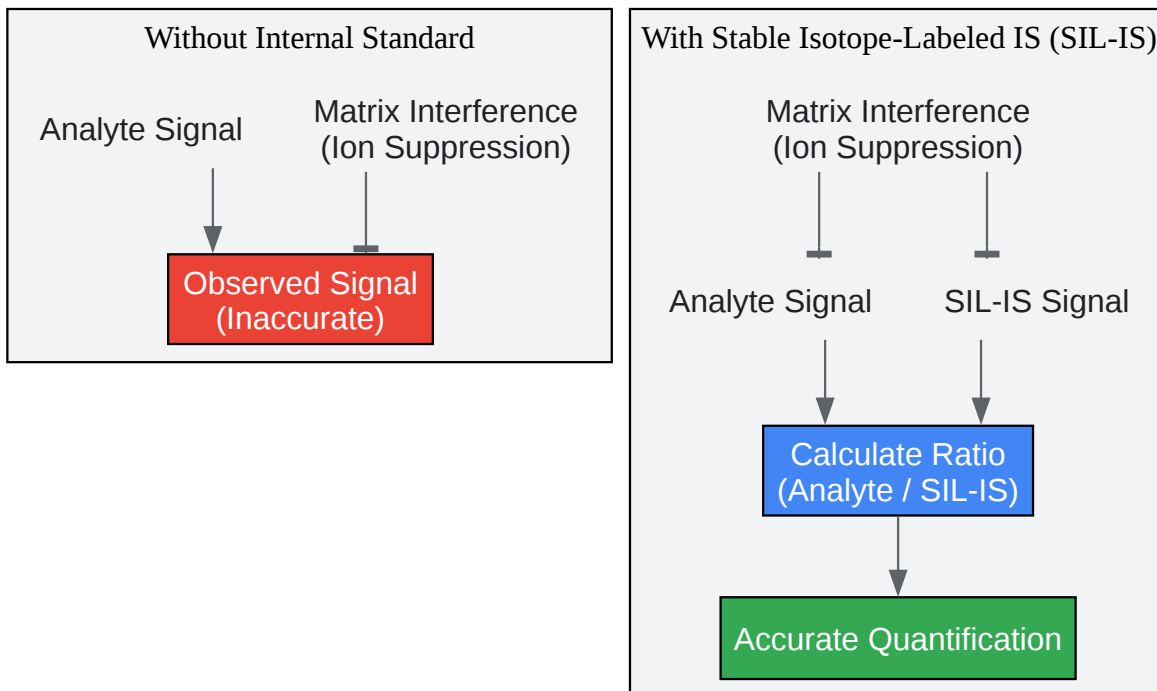 Without Internal Standard
Analyte Signal
Matrix Interference
(Ion Suppression)
Observed Signal
(Inaccurate)
With Stable Isotope-Labeled IS (SIL-IS)
Matrix Interference
(Ion Suppression)
Analyte Signal
SIL-IS Signal
Calculate Ratio
(Analyte / SIL-IS)
Accurate Quantification